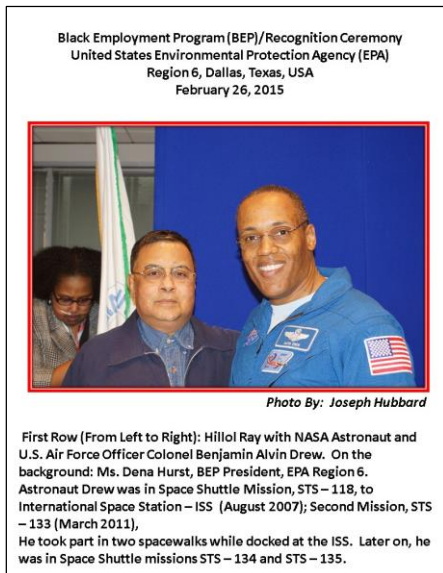 Black Employment Program (BEP)/Recognition Ceremony
United States Environmental Protection Agency (EPA)
Region 6, Dallas, Texas, USA
February 26, 2015
Photo By:  Joseph Hubbard
First Row (From Left to Right): Hillol Ray with NASA Astronaut and
U.S. Air Force Officer Colonel Benjamin Alvin Drew.  On the
background: Ms. Dena Hurst, BEP President, EPA Region 6.
Astronaut Drew was in Space Shuttle Mission, STS – 118, to
International Space Station – ISS  (August 2007); Second Mission, STS
– 133 (March 2011),
He took part in two spacewalks while docked at the ISS.  Later on, he
was in Space Shuttle missions STS – 134 and STS – 135.